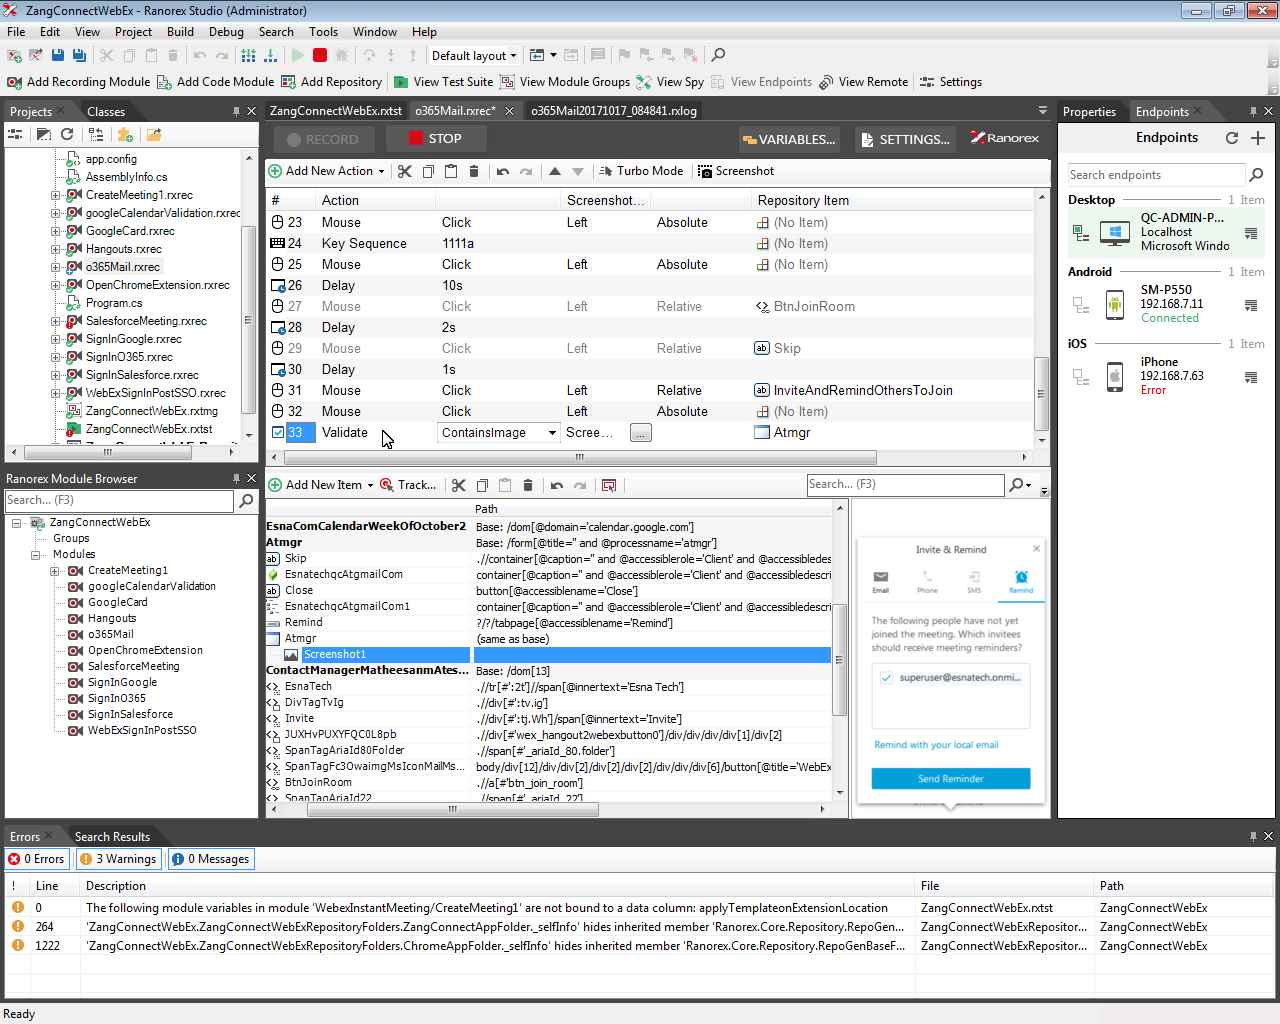 ZangConnectWebEx - Ranorex Studio (Administrator)
File Edit View Project Build Debug Search Tools Window Help
Default layout
Add Recording Module Add Code Module Add Repository View Test Suite View Module Groups View Spy View Endpoints View Remote Settings
Projects Classes
app.config
AssemblyInfo.cs
CreateMeeting1.rxrec
googleCalendarValidation.rxrec
GoogleCard.rxrec
Hangouts.rxrec
o365Mail.rxrec
OpenChromeExtension.rxrec
Program.cs
SalesforceMeeting.rxrec
SignInGoogle.rxrec
SignInO365.rxrec
SignInSalesforce.rxrec
WebExSignInPostSSO.rxrec
ZangConnectWebEx.rxtmg
ZangConnectWebEx.rxtst
Ranorex Module Browser
Search... (F3)
ZangConnectWebEx
Groups
Modules
CreateMeeting1
googleCalendarValidation
GoogleCard
Hangouts
o365Mail
OpenChromeExtension
SalesforceMeeting
SignInGoogle
SignInO365
SignInSalesforce
WebExSignInPostSSO
ZangConnectWebEx.rxtst o365Mail.rxrec* o365Mail20171017_084841.rxlog
RECORD STOP VARIABLES... SETTINGS... Ranorex
Add New Action Turbo Mode Screenshot
# Action Screenshot... Repository Item
23 Mouse Click Left Absolute (No Item)
24 Key Sequence 1111a (No Item)
25 Mouse Click Left Absolute (No Item)
26 Delay 10s
27 Mouse Click Left Relative BtnJoinRoom
28 Delay 2s
29 Mouse Click Left Relative Skip
30 Delay 1s
31 Mouse Click Left Relative InviteAndRemindOthersToJoin
32 Mouse Click Left Absolute (No Item)
33 Validate ContainsImage Scree... ... Atmgr
Add New Item Track... Search... (F3)
Path
EsnaComCalendarWeekOfOctober2 Base: /dom[@domain='calendar.google.com']
Atmgr Base: /form[@title='' and @processname='atmgr']
Skip .//container[@caption='' and @accessiblerole='Client' and @accessibledes
EsnatechqcAtgmailCom container[@caption='' and @accessiblerole='Client' and @accessibledescri
Close button[@accessiblename='Close']
EsnatechqcAtgmailCom1 container[@caption='' and @accessiblerole='Client' and @accessibledescri
Remind ?/?/tabpage[@accessiblename='Remind']
Atmgr (same as base)
Screenshot1
ContactManagerMatheesanmAtes... Base: /dom[13]
EsnaTech .//tr[#':2t']//span[@innertext='Esna Tech']
DivTagTvIg .//div[#':tv.ig']
Invite .//div[#':tj.Wh']/span[@innertext='Invite']
JUXHvPUXYFQC0L8pb .//div[#'wex_hangout2webexbutton0']/div/div/div/div[1]/div[2]
SpanTagAriaId80Folder .//span[#'_ariaId_80.folder']
SpanTagFc3OwaimgMsIconMailMs... body/div[12]/div/div[2]/div[2]/div[2]/div/div/div[6]/button[@title='WebEx
BtnJoinRoom .//a[#'btn_join_room']
SpanTagAriaId22 .//span[#'_ariaId_22']
Invite & Remind
Email Phone SMS Remind
The following people have not yet
joined the meeting. Which invitees
should receive meeting reminders?
superuser@esnatech.onmi...
Remind with your local email
Send Reminder
Properties Endpoints
Endpoints
Search endpoints
Desktop 1 Item
QC-ADMIN-P...
Localhost
Microsoft Windo
Android 1 Item
SM-P550
192.168.7.11
Connected
iOS 1 Item
iPhone
192.168.7.63
Error
Errors Search Results
0 Errors 3 Warnings 0 Messages
! Line Description File Path
0 The following module variables in module 'WebexInstantMeeting/CreateMeeting1' are not bound to a data column: applyTemplateonExtensionLocation ZangConnectWebEx.rxtst ZangConnectWebEx
264 'ZangConnectWebEx.ZangConnectWebExRepositoryFolders.ZangConnectAppFolder._selfInfo' hides inherited member 'Ranorex.Core.Repository.RepoGen... ZangConnectWebExRepositor... ZangConnectWebEx
1222 'ZangConnectWebEx.ZangConnectWebExRepositoryFolders.ChromeAppFolder._selfInfo' hides inherited member 'Ranorex.Core.Repository.RepoGenBaseF... ZangConnectWebExRepositor... ZangConnectWebEx
Ready